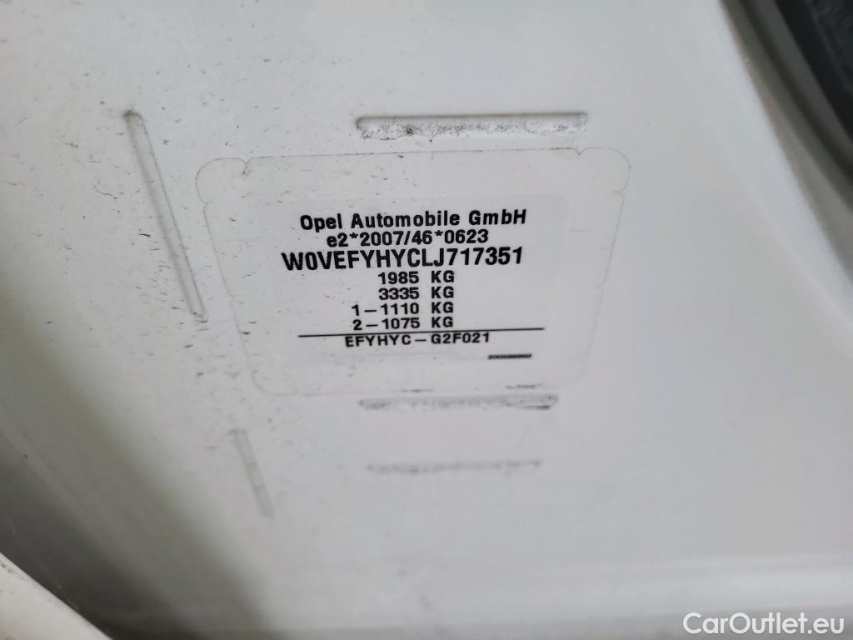 Opel Automobile GmbH
e2*2007/46*0623
W0VEFYHYCLJ717351
1985 KG
3335 KG
1-1110 KG
2-1075 KG
EFYHYC-G2F021
CarOutlet.eu